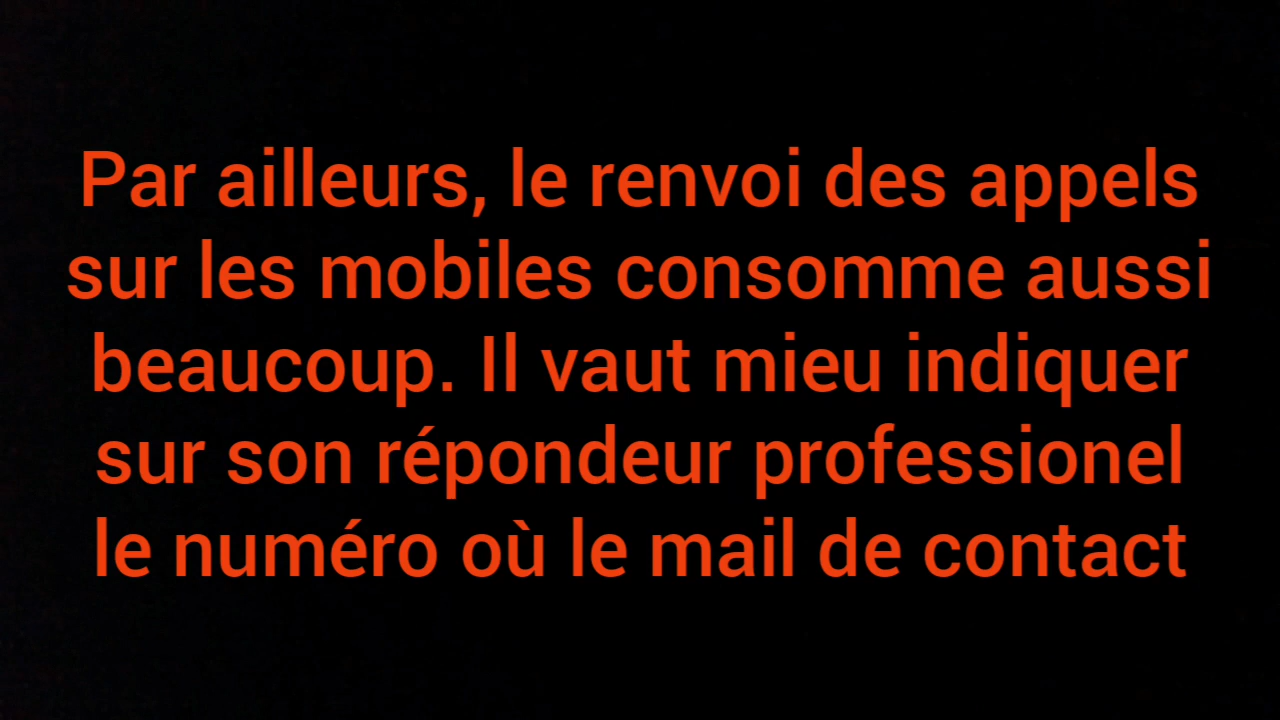 Par ailleurs, le renvoi des appels
sur les mobiles consomme aussi
beaucoup. Il vaut mieu indiquer
sur son répondeur professionel
le numéro où le mail de contact